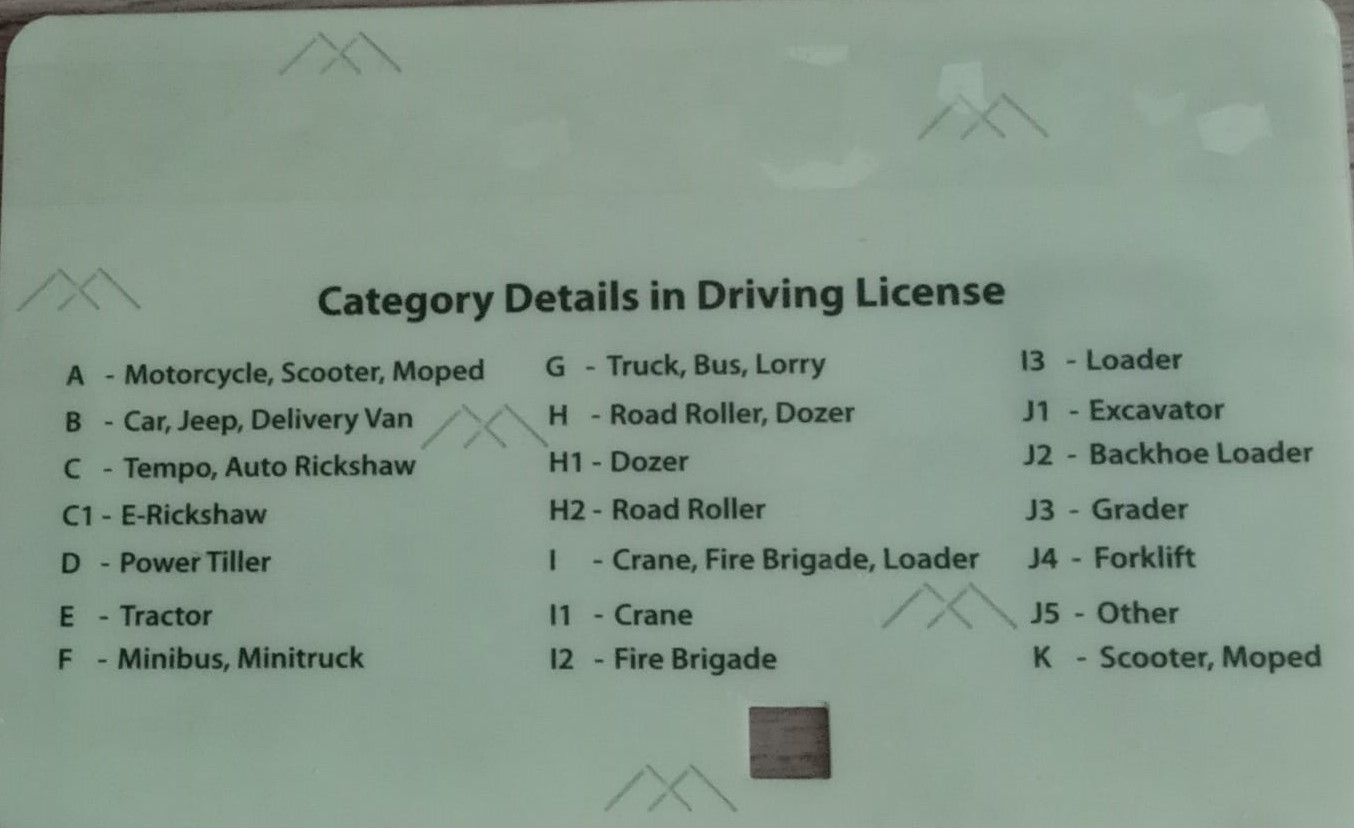 Category Details in Driving License
A - Motorcycle, Scooter, Moped
B - Car, Jeep, Delivery Van
C - Tempo, Auto Rickshaw
C1 - E-Rickshaw
D - Power Tiller
E - Tractor
F - Minibus, Minitruck
G - Truck, Bus, Lorry
H - Road Roller, Dozer
H1 - Dozer
H2 - Road Roller
I - Crane, Fire Brigade, Loader
I1 - Crane
I2 - Fire Brigade
I3 - Loader
J1 - Excavator
J2 - Backhoe Loader
J3 - Grader
J4 - Forklift
J5 - Other
K - Scooter, Moped